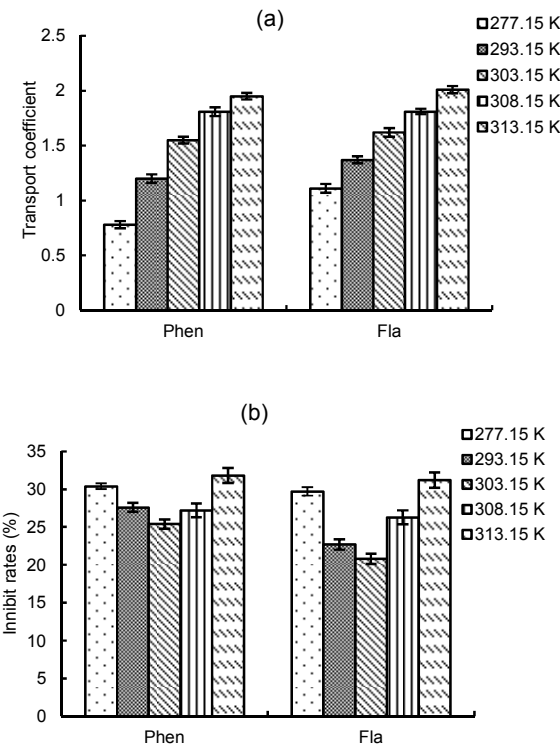 (a)
277.15 K
293.15 K
303.15 K
308.15 K
313.15 K
Transport coefficient
2.5
2
1.5
1
0.5
0
Phen
Fla
(b)
277.15 K
293.15 K
303.15 K
308.15 K
313.15 K
Innibit rates (%)
35
30
25
20
15
10
5
0
Phen
Fla